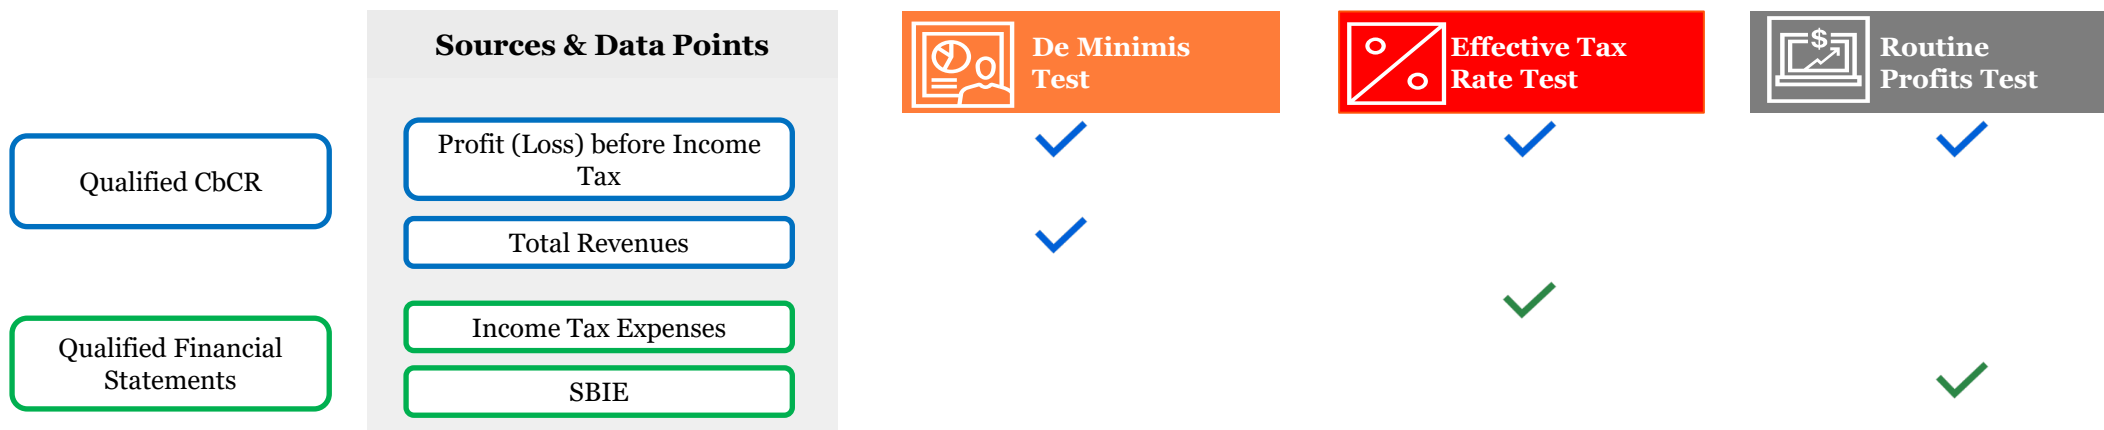 Sources & Data Points
De Minimis
Test
Effective Tax
Rate Test
$
Routine
Profits Test
Qualified CbCR
Profit (Loss) before Income
Tax
Total Revenues
Qualified Financial
Statements
Income Tax Expenses
SBIE